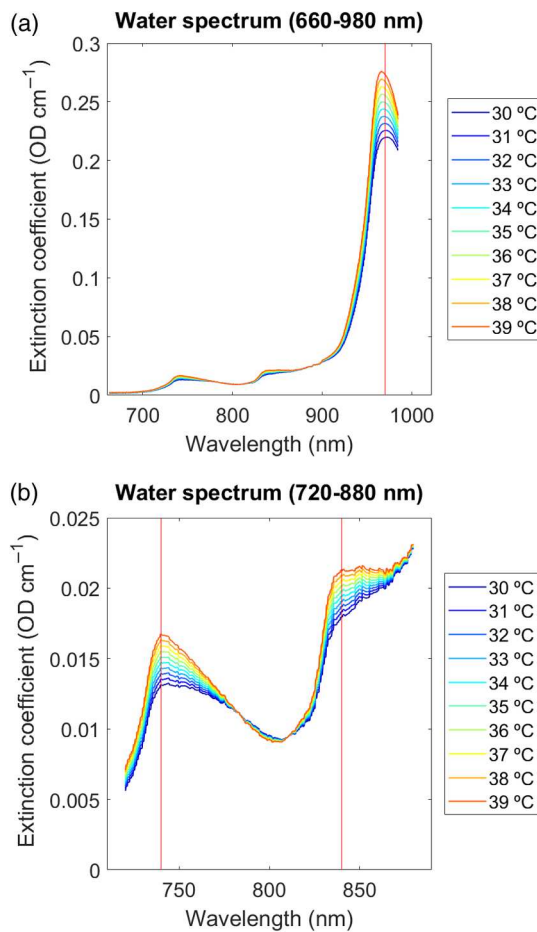 (a)
Water spectrum (660-980 nm)
Extinction coefficient (OD cm⁻¹)
0.3
0.25
0.2
0.15
0.1
0.05
0
700
800
900
1000
Wavelength (nm)
30 ºC
31 ºC
32 ºC
33 ºC
34 ºC
35 ºC
36 ºC
37 ºC
38 ºC
39 ºC
(b)
Water spectrum (720-880 nm)
Extinction coefficient (OD cm⁻¹)
0.025
0.02
0.015
0.01
0.005
0
750
800
850
Wavelength (nm)
30 ºC
31 ºC
32 ºC
33 ºC
34 ºC
35 ºC
36 ºC
37 ºC
38 ºC
39 ºC